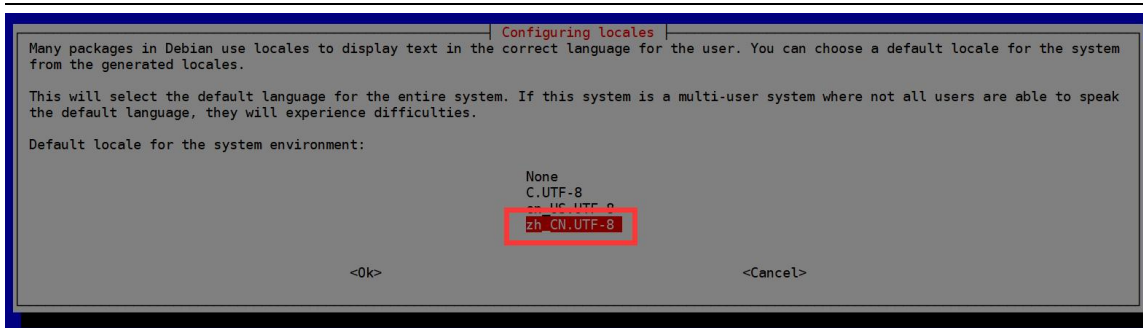 Configuring locales
Many packages in Debian use locales to display text in the correct language for the user. You can choose a default locale for the system
from the generated locales.
This will select the default language for the entire system. If this system is a multi-user system where not all users are able to speak
the default language, they will experience difficulties.
Default locale for the system environment:
None
C.UTF-8
en_US.UTF-8
zh_CN.UTF-8
<Ok> <Cancel>